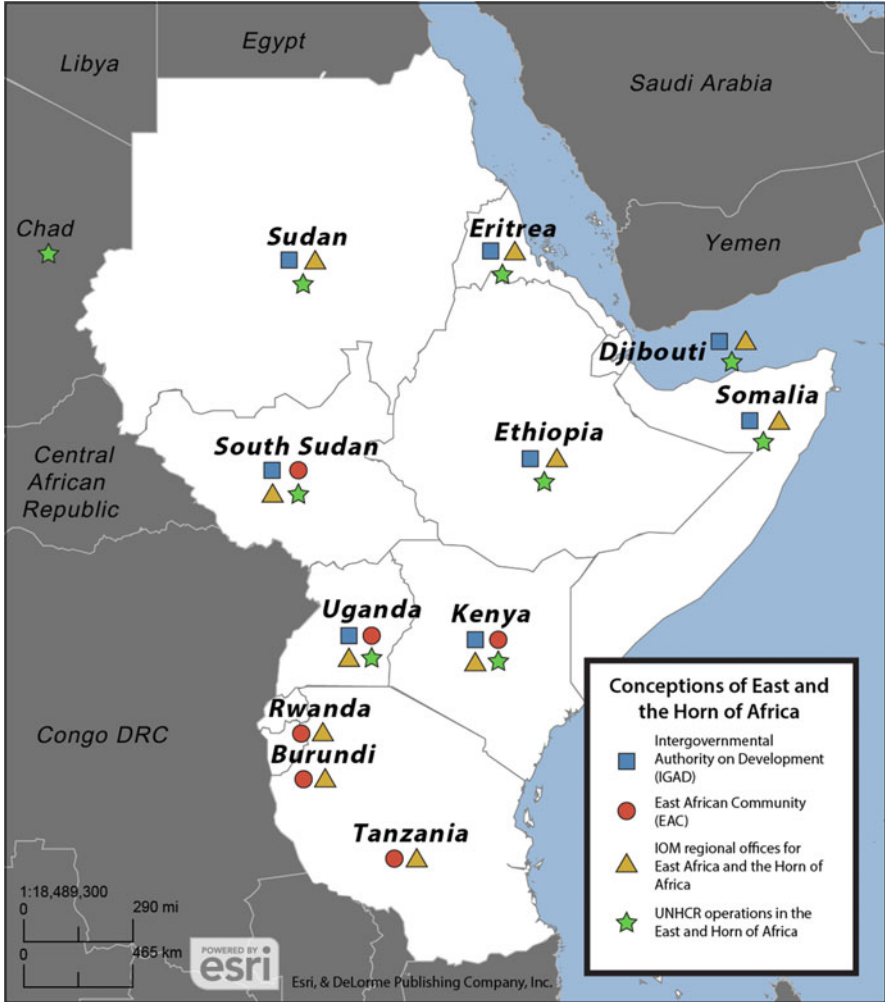 Egypt
Libya
Saudi Arabia
Chad
Sudan
Eritrea
Yemen
Djibouti
Somalia
South Sudan
Ethiopia
Central
African
Republic
Uganda
Kenya
Rwanda
Congo DRC
Burundi
Tanzania
Conceptions of East and
the Horn of Africa
Intergovernmental
Authority on Development
(IGAD)
East African Community
(EAC)
IOM regional offices for
East Africa and the Horn of
Africa
UNHCR operations in the
East and Horn of Africa
1:18,489,300
0 290 mi
0 465 km
POWERED BY
esri
Esri, & DeLorme Publishing Company, Inc.